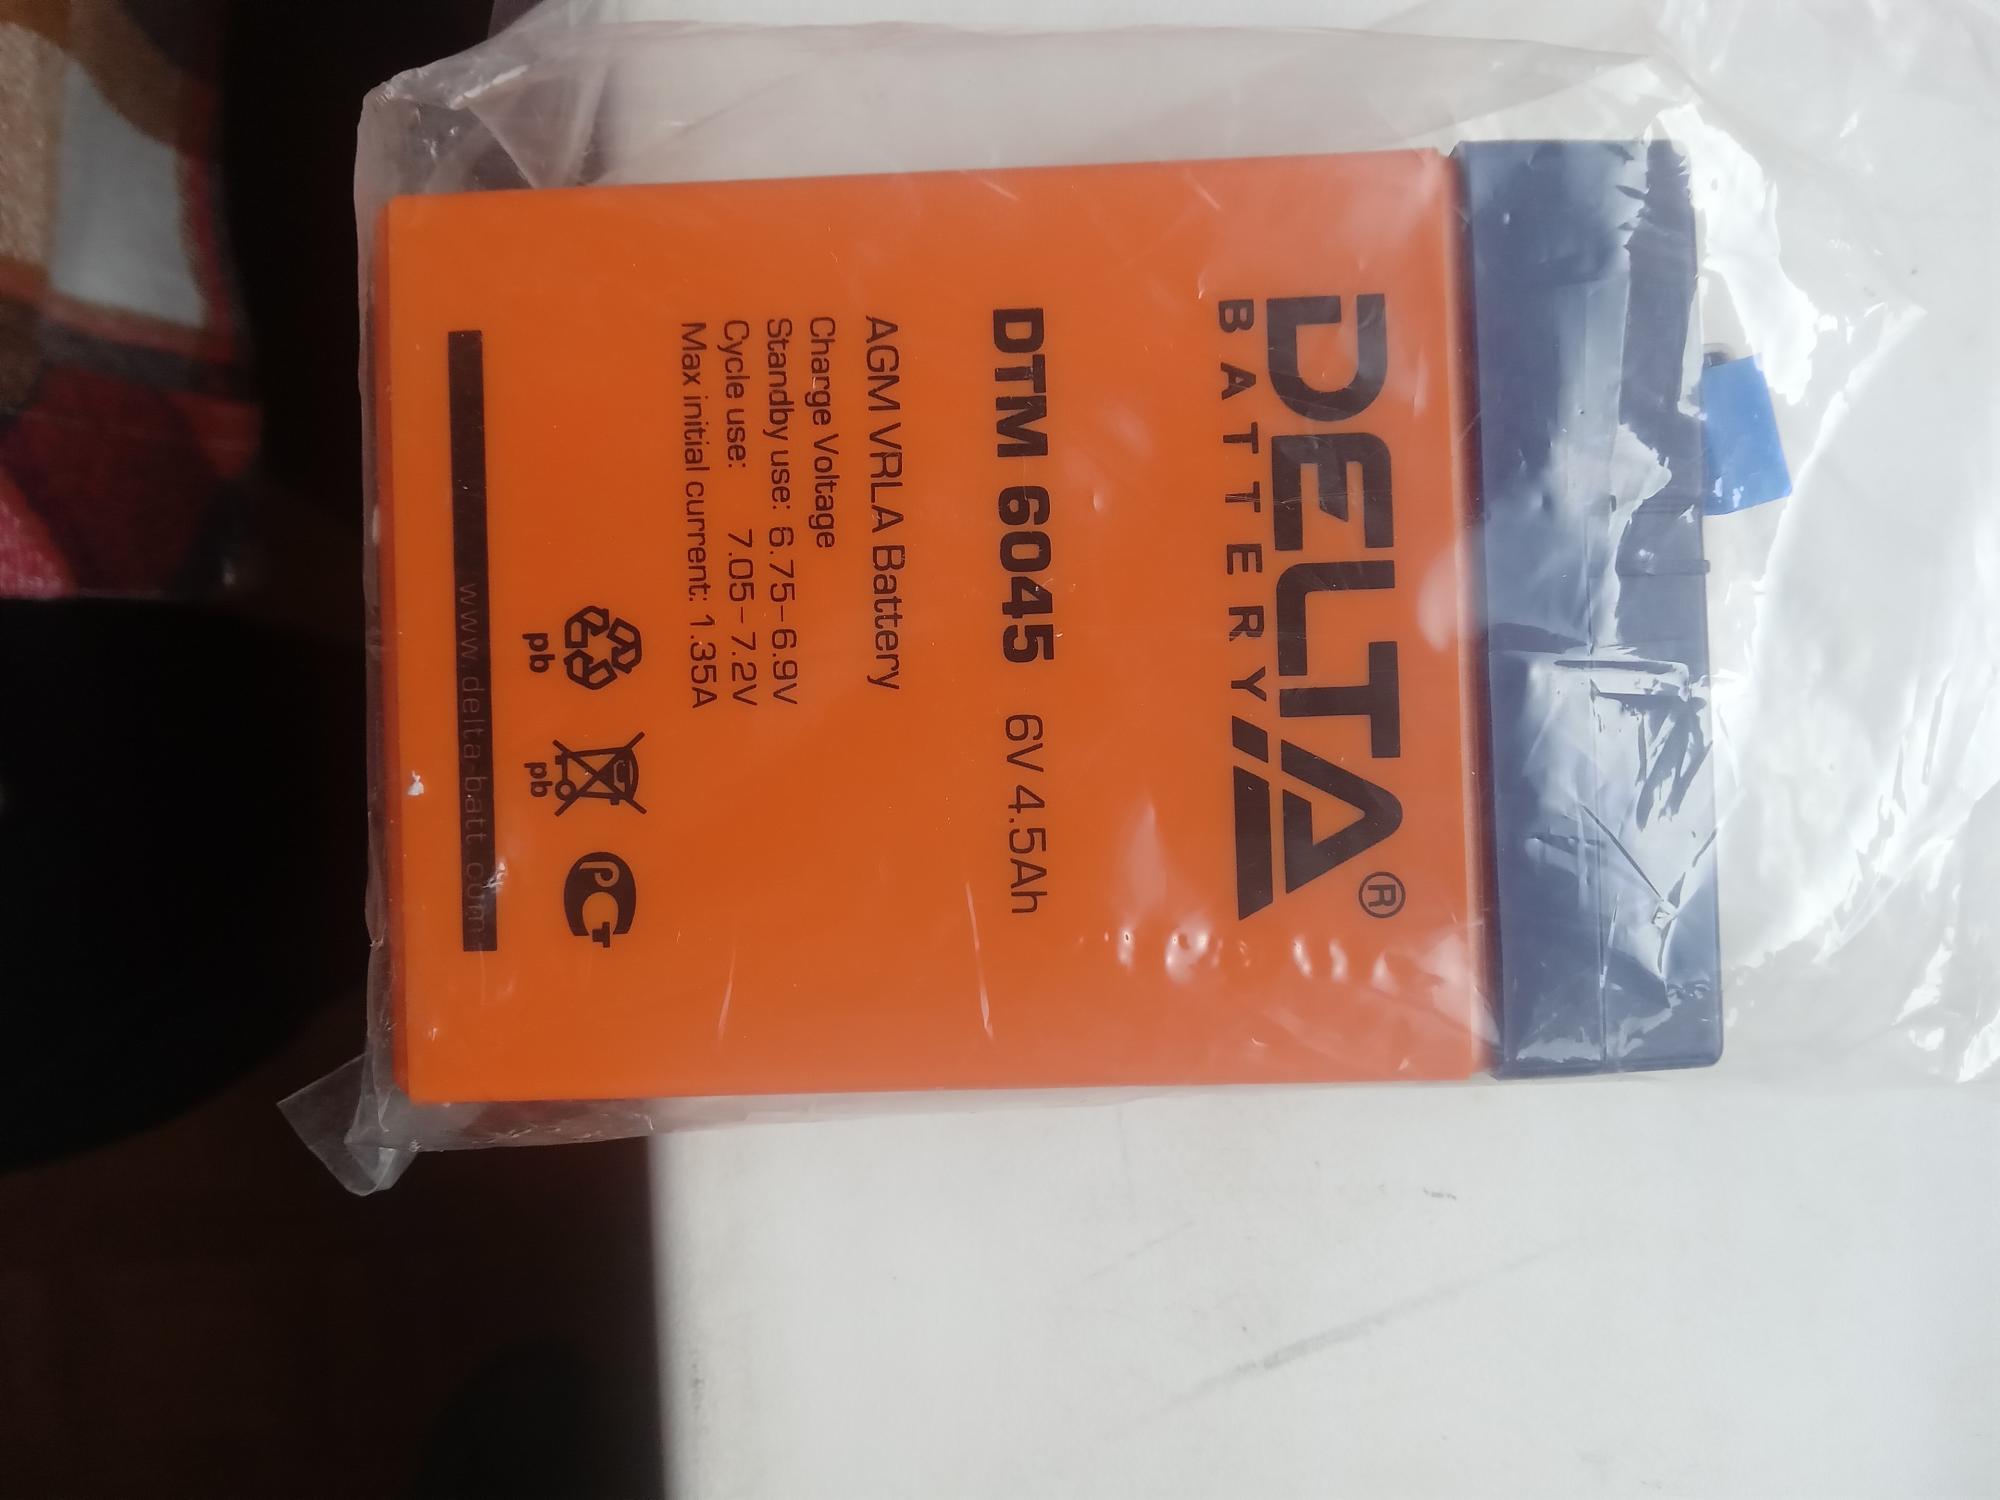 DELTA®
BATTERY
DTM 6045 6V 4.5Ah
AGM VRLA Battery
Charge Voltage
Standby use: 6.75-6.9V
Cycle use: 7.05-7.2V
Max initial current: 1.35A
pb pb
www.delta-batt.com